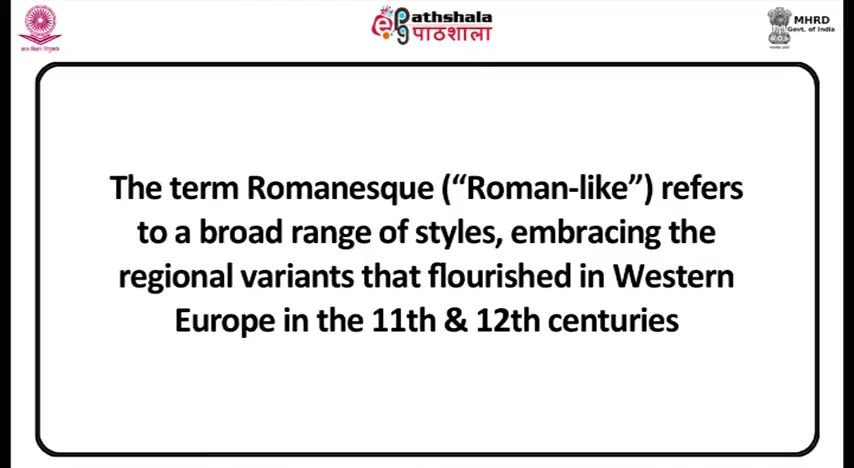 ePathshala
पाठशाला
MHRD
Govt. of India
The term Romanesque (“Roman-like”) refers
to a broad range of styles, embracing the
regional variants that flourished in Western
Europe in the 11th & 12th centuries